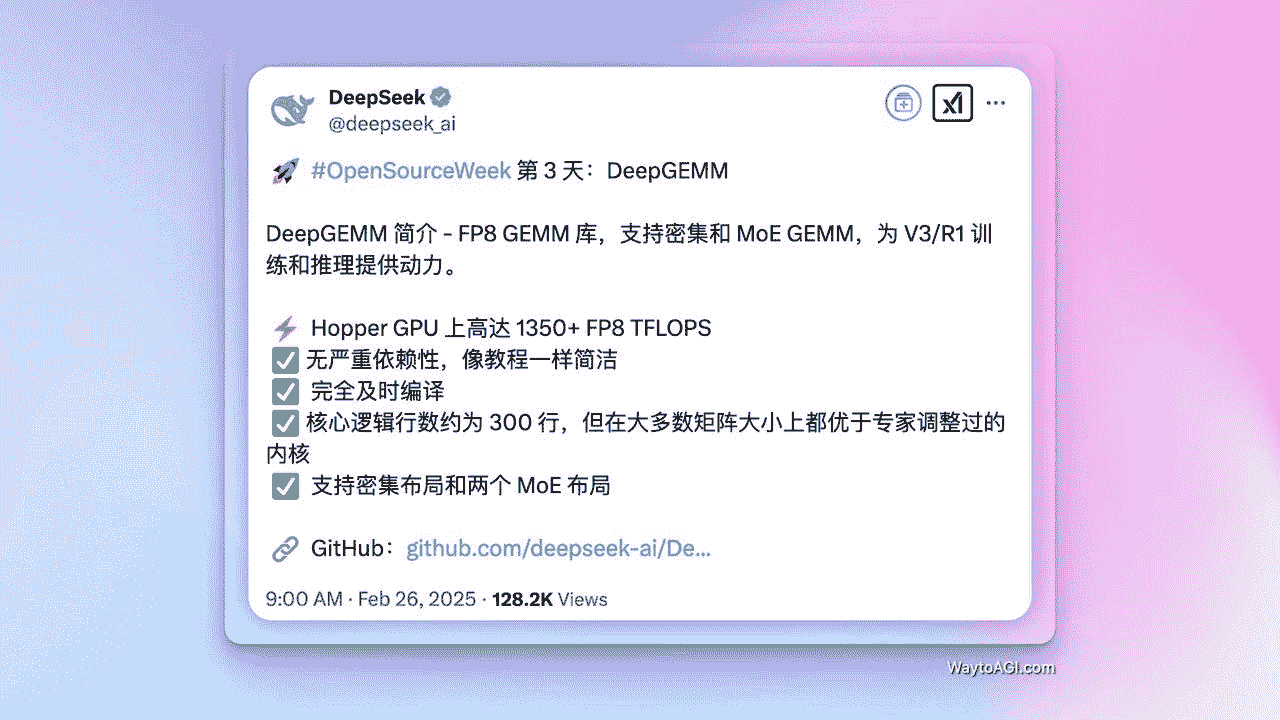 DeepSeek
@deepseek_ai
#OpenSourceWeek 第 3 天：DeepGEMM
DeepGEMM 简介 - FP8 GEMM 库，支持密集和 MoE GEMM，为 V3/R1 训
练和推理提供动力。
Hopper GPU 上高达 1350+ FP8 TFLOPS
无严重依赖性，像教程一样简洁
完全及时编译
核心逻辑行数约为 300 行，但在大多数矩阵大小上都优于专家调整过的
内核
支持密集布局和两个 MoE 布局
GitHub：github.com/deepseek-ai/De...
9:00 AM · Feb 26, 2025 · 128.2K Views
WaytoAGI.com